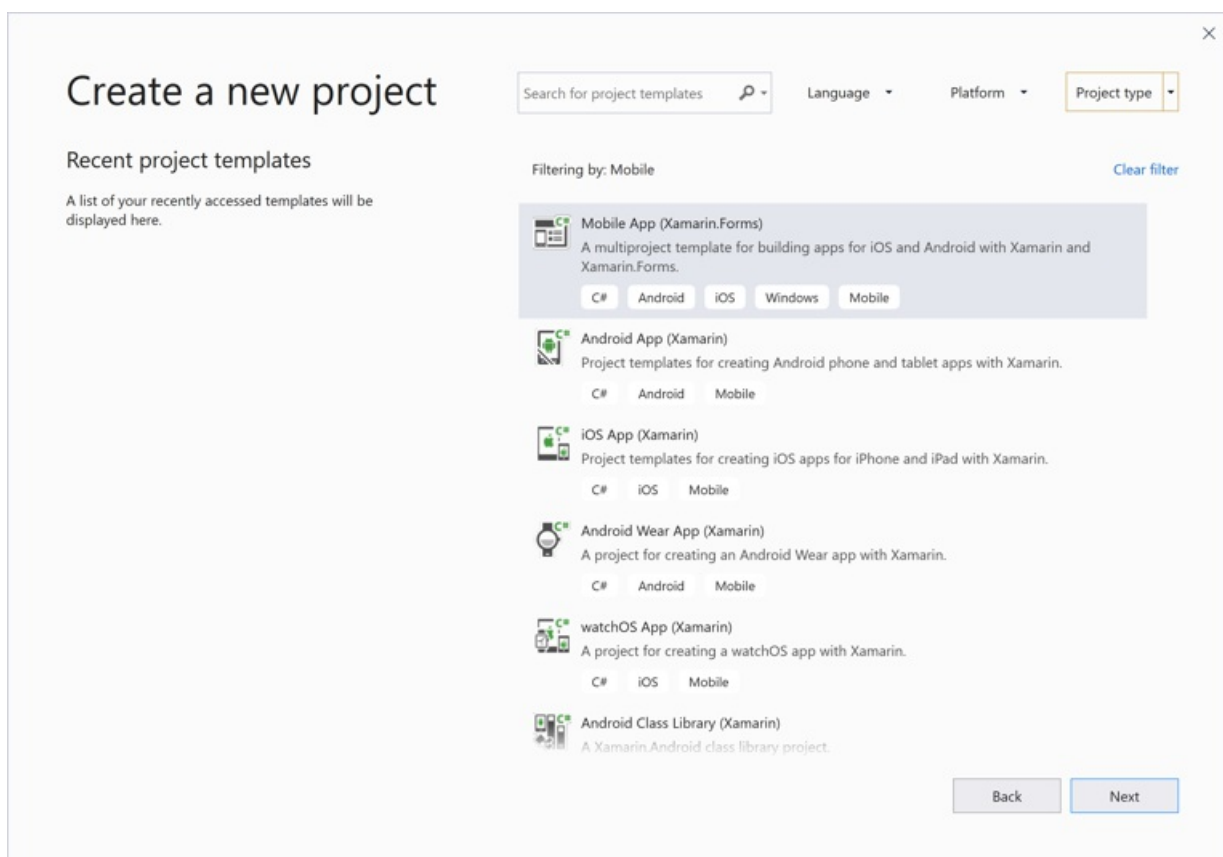 Create a new project
Search for project templates
Language
Platform
Project type
Recent project templates
A list of your recently accessed templates will be
displayed here.
Filtering by: Mobile
Clear filter
Mobile App (Xamarin.Forms)
A multiproject template for building apps for iOS and Android with Xamarin and
Xamarin.Forms.
C# Android iOS Windows Mobile
Android App (Xamarin)
Project templates for creating Android phone and tablet apps with Xamarin.
C# Android Mobile
iOS App (Xamarin)
Project templates for creating iOS apps for iPhone and iPad with Xamarin.
C# iOS Mobile
Android Wear App (Xamarin)
A project for creating an Android Wear app with Xamarin.
C# Android Mobile
watchOS App (Xamarin)
A project for creating a watchOS app with Xamarin.
C# iOS Mobile
Android Class Library (Xamarin)
A Xamarin.Android class library project.
Back
Next